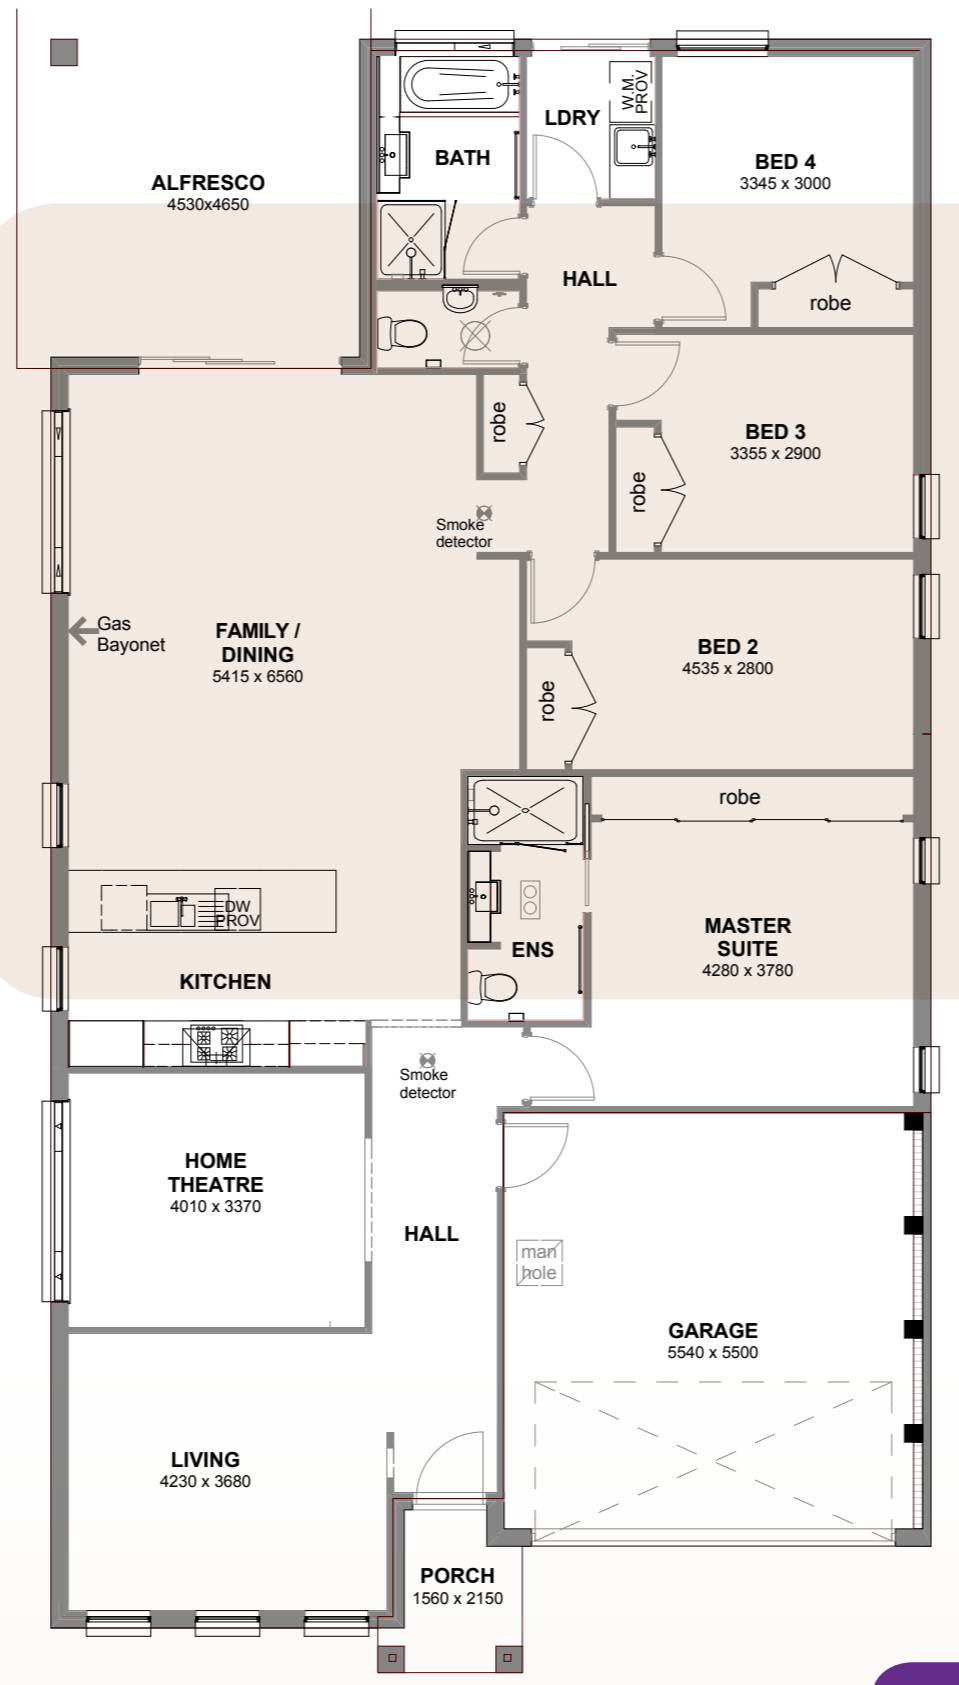 ALFRESCO
4530x4650
BATH
LDRY
W.M.
PROV
BED 4
3345 x 3000
robe
HALL
robe
BED 3
3355 x 2900
robe
Smoke
detector
Gas
Bayonet
FAMILY /
DINING
5415 x 6560
BED 2
4535 x 2800
robe
robe
DW
PROV
KITCHEN
ENS
MASTER
SUITE
4280 x 3780
Smoke
detector
HOME
THEATRE
4010 x 3370
HALL
man
hole
GARAGE
5540 x 5500
LIVING
4230 x 3680
PORCH
1560 x 2150